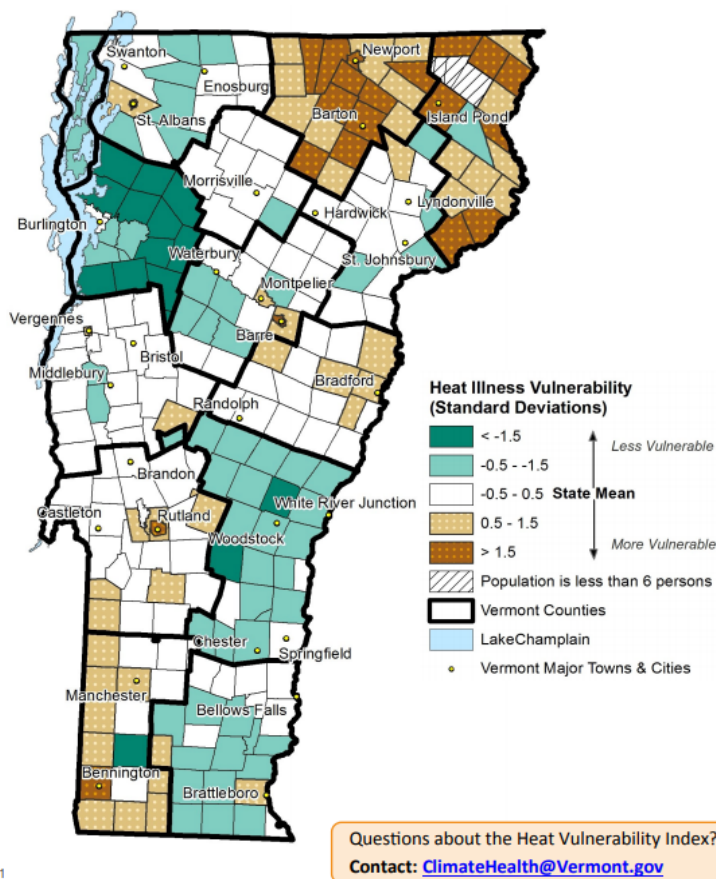 Swanton
Newport
Enosburg
St. Albans
Barton
Island Pond
Morrisville
Hardwick
Lyndonville
Burlington
Waterbury
St. Johnsbury
Montpelier
Vergennes
Barre
Bristol
Middlebury
Bradford
Randolph
Brandon
Castleton
Rutland
White River Junction
Woodstock
Chester
Springfield
Manchester
Bellows Falls
Bennington
Brattleboro
Heat Illness Vulnerability
(Standard Deviations)
< -1.5
Less Vulnerable
-0.5 - -1.5
-0.5 - 0.5 State Mean
0.5 - 1.5
> 1.5
More Vulnerable
Population is less than 6 persons
Vermont Counties
LakeChamplain
Vermont Major Towns & Cities
Questions about the Heat Vulnerability Index?
Contact: ClimateHealth@Vermont.gov
1